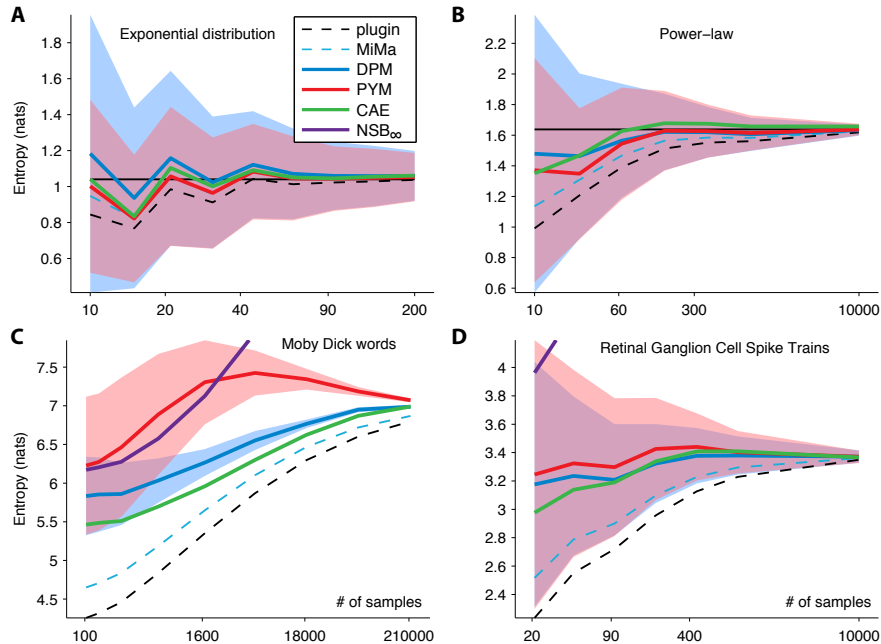 A
Exponential distribution
plugin
MiMa
DPM
PYM
CAE
NSB∞
Entropy (nats)
1.8
1.6
1.4
1.2
1
0.8
0.6
10 20 40 90 200
B
Power-law
2.2
2
1.8
1.6
1.4
1.2
1
0.8
0.6
10 60 300 10000
C
Moby Dick words
Entropy (nats)
7.5
7
6.5
6
5.5
5
4.5
# of samples
100 1600 18000 210000
D
Retinal Ganglion Cell Spike Trains
4
3.8
3.6
3.4
3.2
3
2.8
2.6
2.4
# of samples
20 90 400 10000